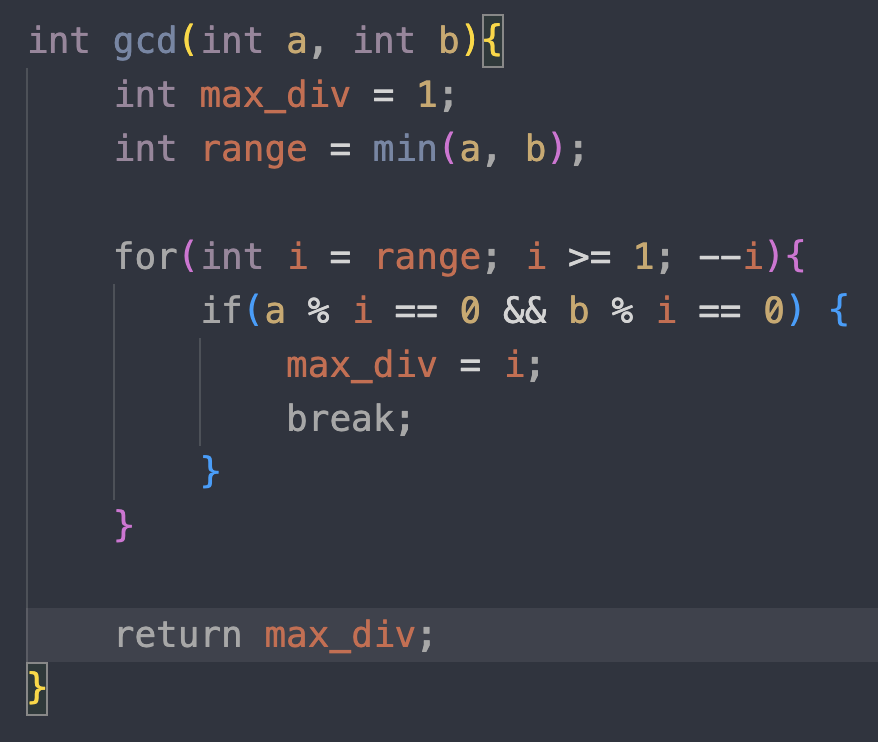 int gcd(int a, int b){
    int max_div = 1;
    int range = min(a, b);
    for(int i = range; i >= 1; --i){
        if(a % i == 0 && b % i == 0) {
            max_div = i;
            break;
        }
    }
    return max_div;
}